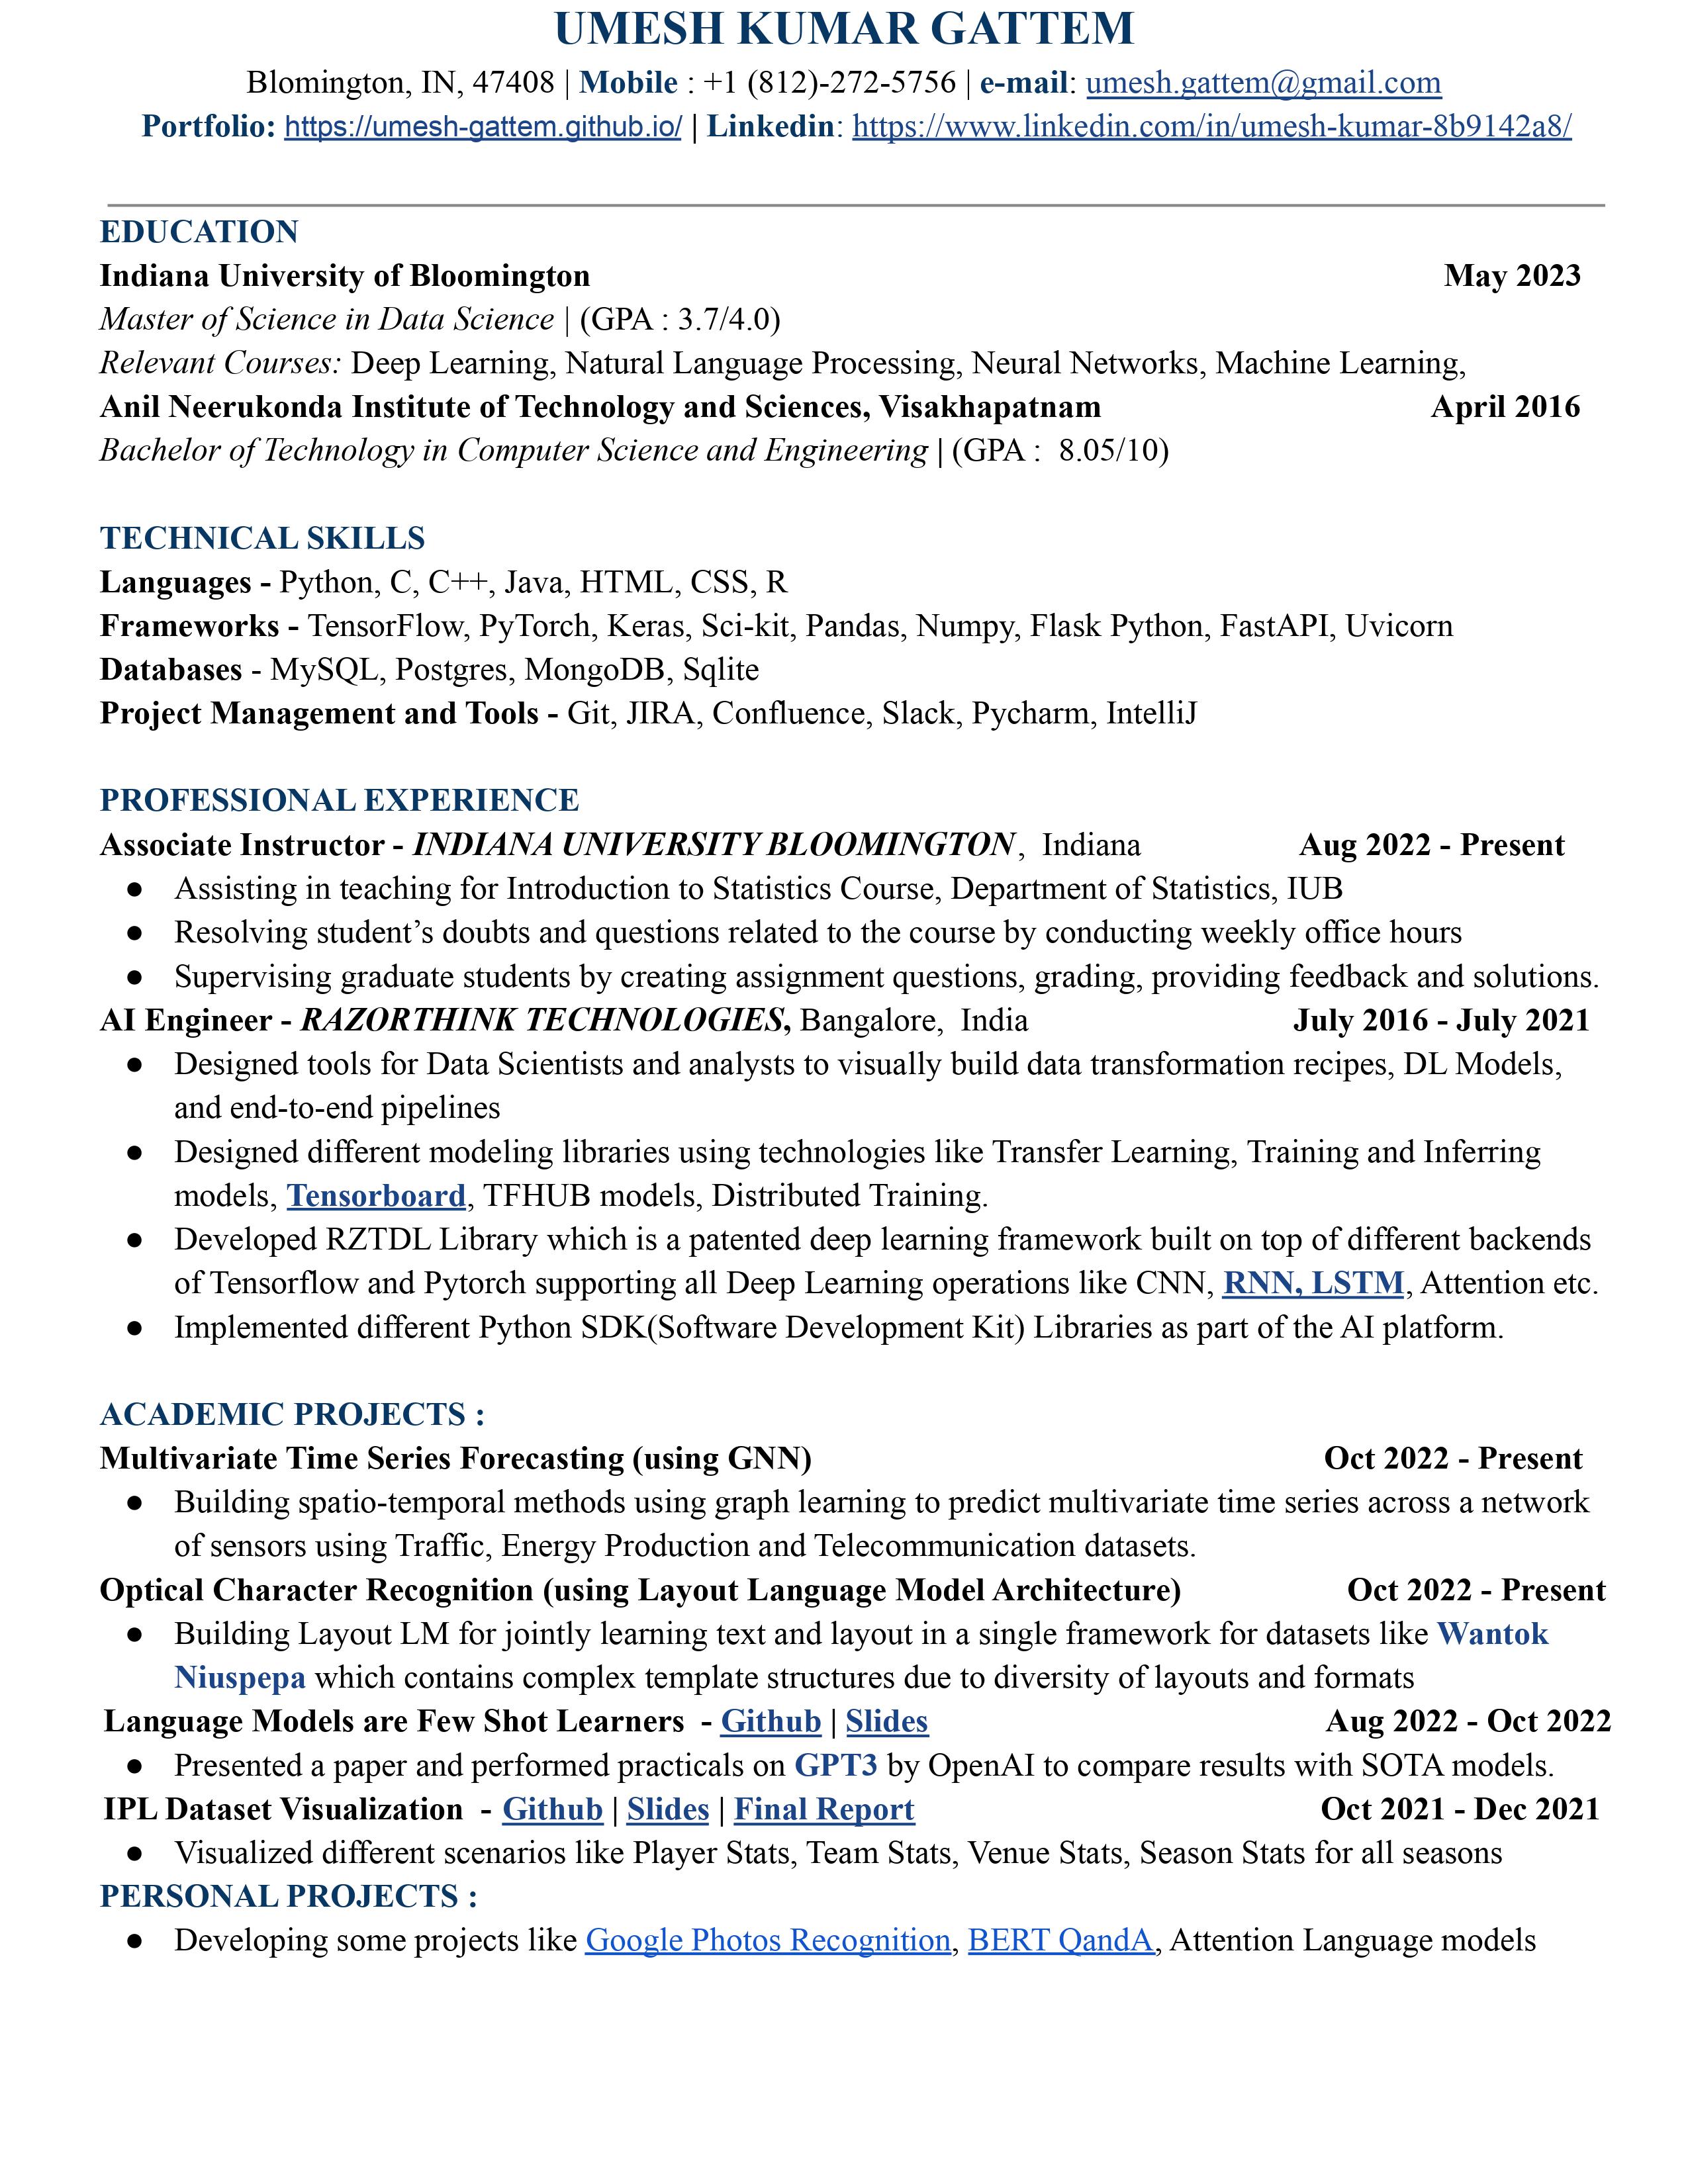 UMESH KUMAR GATTEM
Blomington, IN, 47408 | Mobile : +1 (812)-272-5756 | e-mail: umesh.gattem@gmail.com
Portfolio: https://umesh-gattem.github.io/ | Linkedin: https://www.linkedin.com/in/umesh-kumar-8b9142a8/
EDUCATION
Indiana University of Bloomington May 2023
Master of Science in Data Science | (GPA : 3.7/4.0)
Relevant Courses: Deep Learning, Natural Language Processing, Neural Networks, Machine Learning,
Anil Neerukonda Institute of Technology and Sciences, Visakhapatnam April 2016
Bachelor of Technology in Computer Science and Engineering | (GPA : 8.05/10)
TECHNICAL SKILLS
Languages - Python, C, C++, Java, HTML, CSS, R
Frameworks - TensorFlow, PyTorch, Keras, Sci-kit, Pandas, Numpy, Flask Python, FastAPI, Uvicorn
Databases - MySQL, Postgres, MongoDB, Sqlite
Project Management and Tools - Git, JIRA, Confluence, Slack, Pycharm, IntelliJ
PROFESSIONAL EXPERIENCE
Associate Instructor - INDIANA UNIVERSITY BLOOMINGTON, Indiana Aug 2022 - Present
● Assisting in teaching for Introduction to Statistics Course, Department of Statistics, IUB
● Resolving student’s doubts and questions related to the course by conducting weekly office hours
● Supervising graduate students by creating assignment questions, grading, providing feedback and solutions.
AI Engineer - RAZORTHINK TECHNOLOGIES, Bangalore, India July 2016 - July 2021
● Designed tools for Data Scientists and analysts to visually build data transformation recipes, DL Models,
and end-to-end pipelines
● Designed different modeling libraries using technologies like Transfer Learning, Training and Inferring
models, Tensorboard, TFHUB models, Distributed Training.
● Developed RZTDL Library which is a patented deep learning framework built on top of different backends
of Tensorflow and Pytorch supporting all Deep Learning operations like CNN, RNN, LSTM, Attention etc.
● Implemented different Python SDK(Software Development Kit) Libraries as part of the AI platform.
ACADEMIC PROJECTS :
Multivariate Time Series Forecasting (using GNN) Oct 2022 - Present
● Building spatio-temporal methods using graph learning to predict multivariate time series across a network
of sensors using Traffic, Energy Production and Telecommunication datasets.
Optical Character Recognition (using Layout Language Model Architecture) Oct 2022 - Present
● Building Layout LM for jointly learning text and layout in a single framework for datasets like Wantok
Niuspepa which contains complex template structures due to diversity of layouts and formats
Language Models are Few Shot Learners - Github | Slides Aug 2022 - Oct 2022
● Presented a paper and performed practicals on GPT3 by OpenAI to compare results with SOTA models.
IPL Dataset Visualization - Github | Slides | Final Report Oct 2021 - Dec 2021
● Visualized different scenarios like Player Stats, Team Stats, Venue Stats, Season Stats for all seasons
PERSONAL PROJECTS :
● Developing some projects like Google Photos Recognition, BERT QandA, Attention Language models